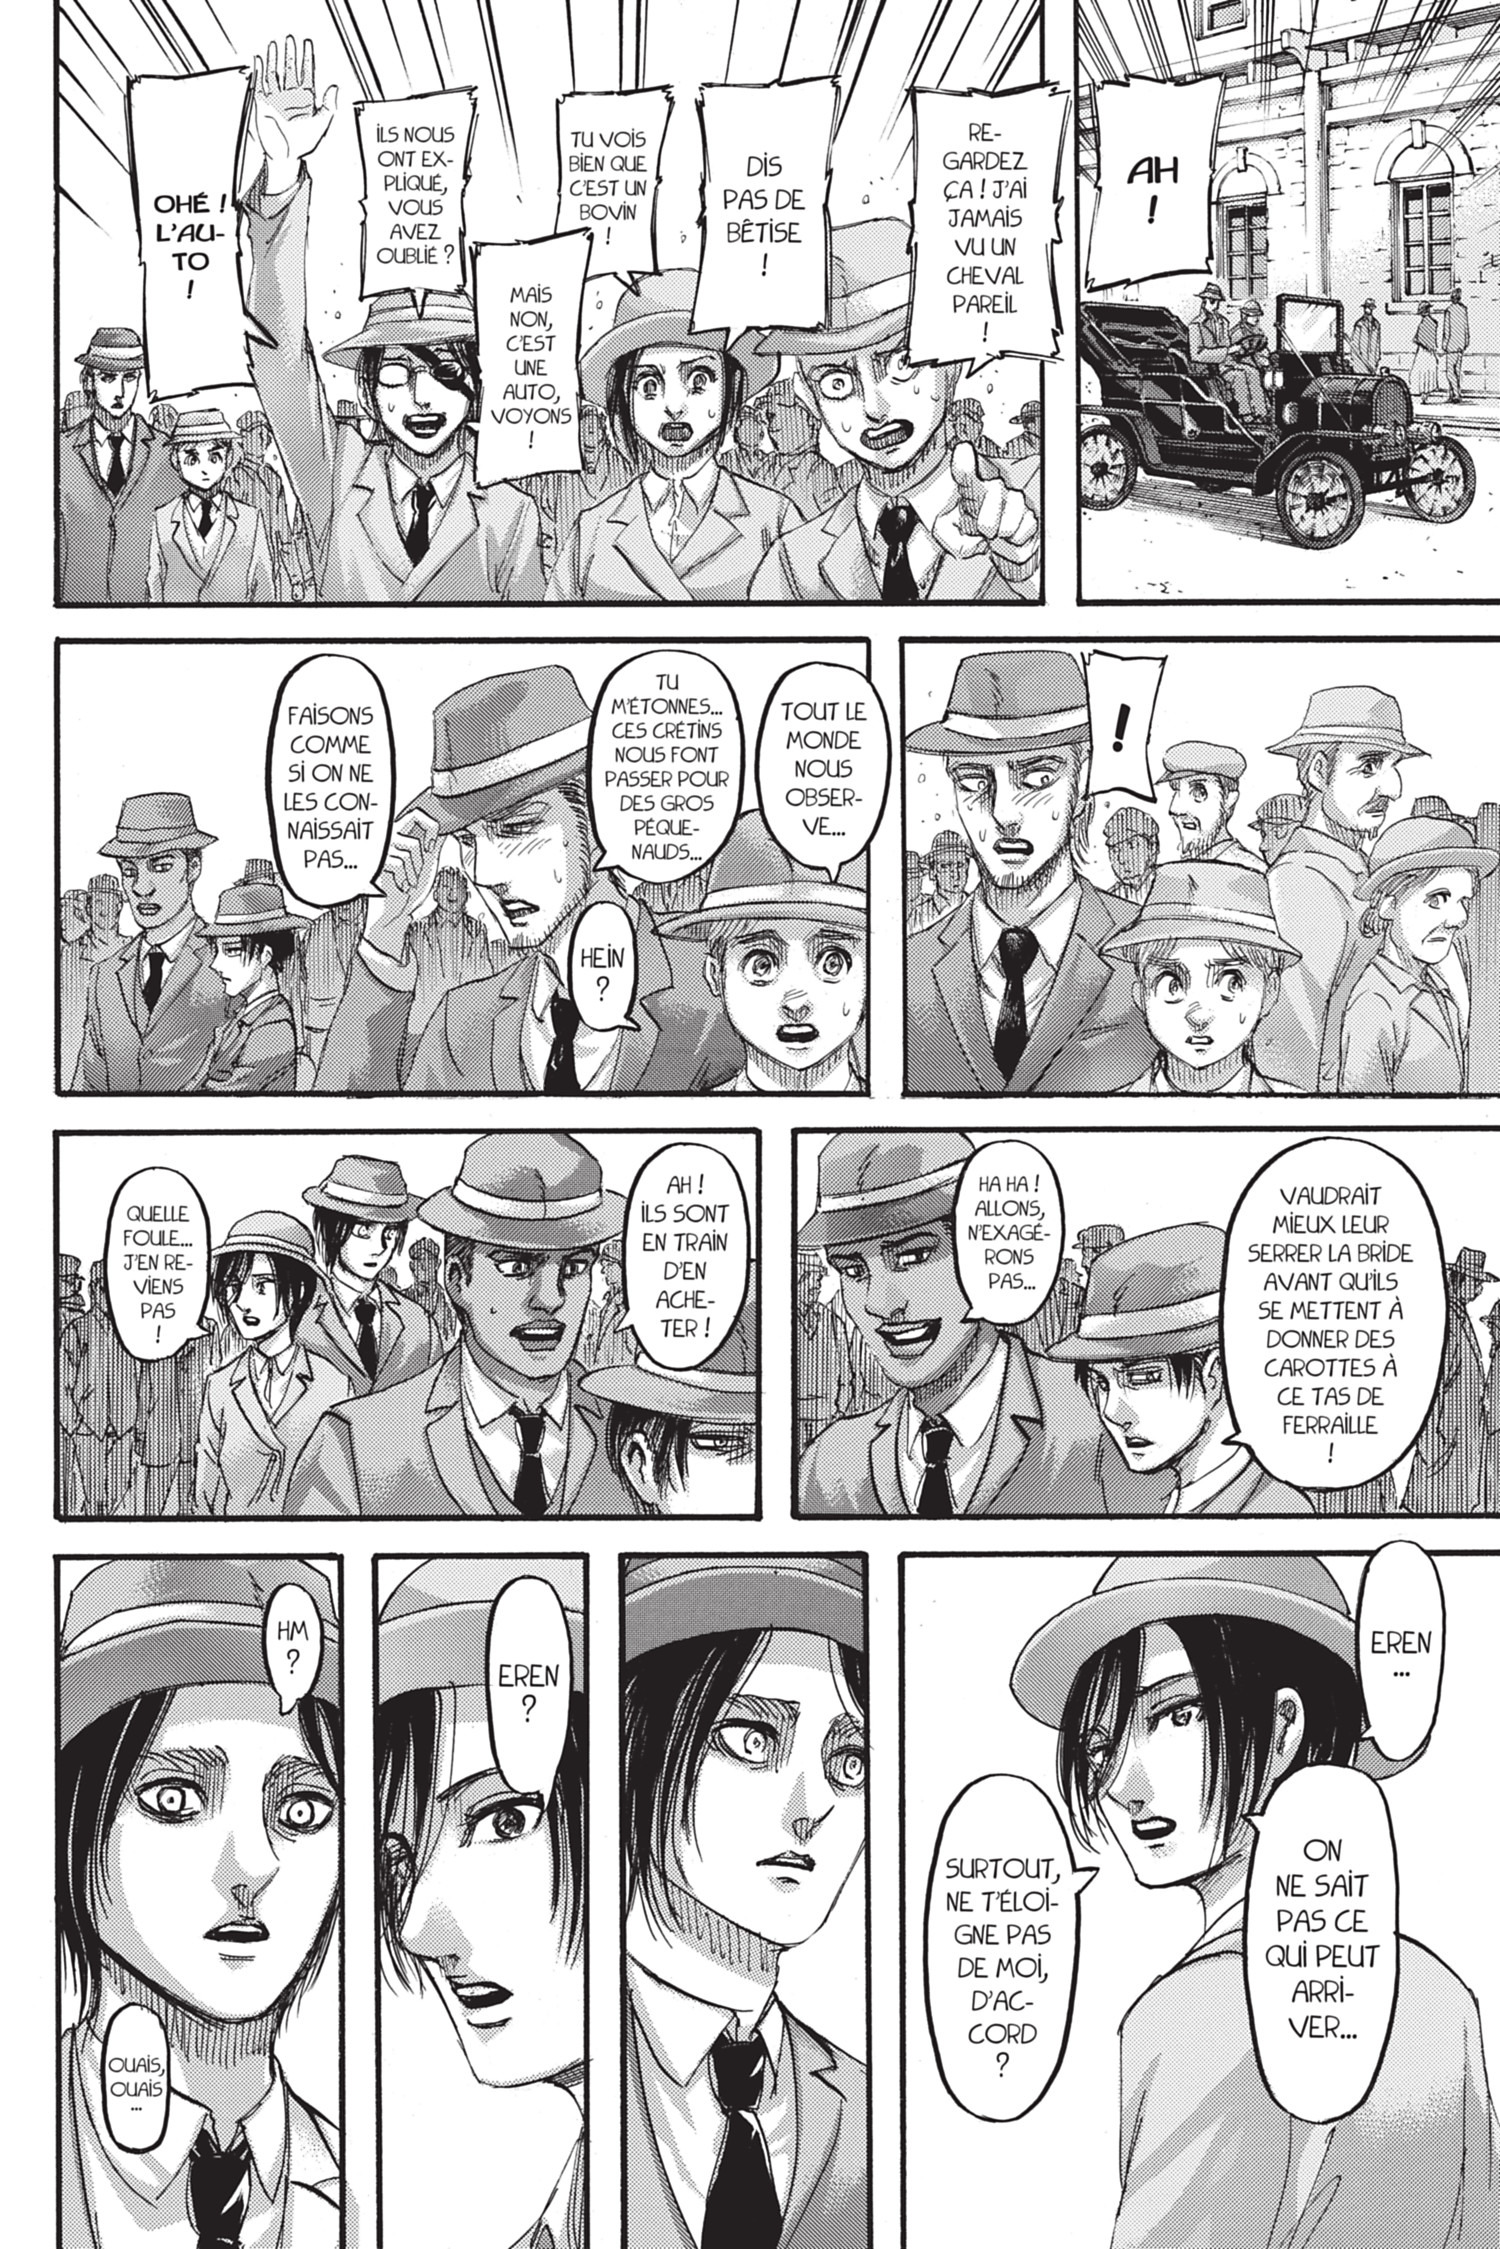 AH
!
RE-
GARDEZ
ÇA ! J'AI
JAMAIS
VU UN
CHEVAL
PAREIL
!
DIS
PAS DE
BÊTISE
!
TU VOIS
BIEN QUE
C'EST UN
BOVIN
!
MAIS
NON,
C'EST
UNE
AUTO,
VOYONS
!
ILS NOUS
ONT EX-
PLIQUÉ,
VOUS
AVEZ
OUBLIÉ ?
OHÉ !
L'AU-
TO
!
!
TOUT LE
MONDE
NOUS
OBSER-
VE...
TU
M'ÉTONNES...
CES CRÉTINS
NOUS FONT
PASSER POUR
DES GROS
PÉQUE-
NAUDS...
HEIN
?
FAISONS
COMME
SI ON NE
LES CON-
NAISSAIT
PAS...
VAUDRAIT
MIEUX LEUR
SERRER LA BRIDE
AVANT QU'ILS
SE METTENT À
DONNER DES
CAROTTES À
CE TAS DE
FERRAILLE
!
HA HA !
ALLONS,
N'EXAGÉ-
RONS
PAS...
AH !
ILS SONT
EN TRAIN
D'EN
ACHE-
TER !
QUELLE
FOULE...
J'EN RE-
VIENS
PAS
!
EREN
...
ON
NE SAIT
PAS CE
QUI PEUT
ARRI-
VER...
SURTOUT,
NE T'ÉLOI-
GNE PAS
DE MOI,
D'AC-
CORD
?
EREN
?
HM
?
OUAIS,
OUAIS
...